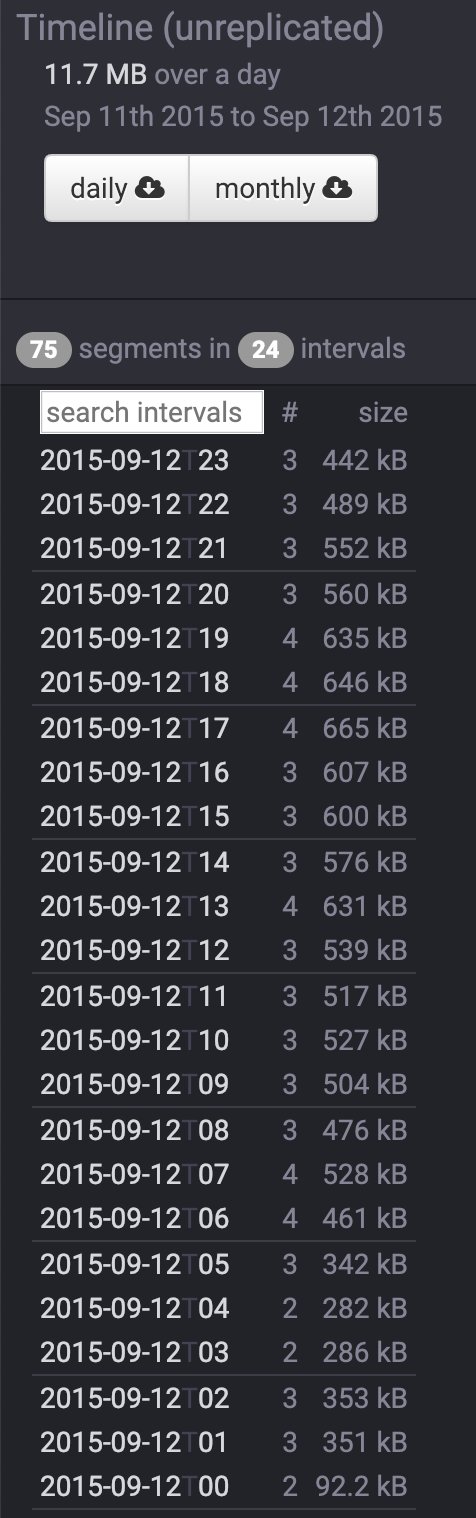 Timeline (unreplicated)
11.7 MB over a day
Sep 11th 2015 to Sep 12th 2015
daily monthly
75 segments in 24 intervals
search intervals # size
2015-09-12T23 3 442 kB
2015-09-12T22 3 489 kB
2015-09-12T21 3 552 kB
2015-09-12T20 3 560 kB
2015-09-12T19 4 635 kB
2015-09-12T18 4 646 kB
2015-09-12T17 4 665 kB
2015-09-12T16 3 607 kB
2015-09-12T15 3 600 kB
2015-09-12T14 3 576 kB
2015-09-12T13 4 631 kB
2015-09-12T12 3 539 kB
2015-09-12T11 3 517 kB
2015-09-12T10 3 527 kB
2015-09-12T09 3 504 kB
2015-09-12T08 3 476 kB
2015-09-12T07 4 528 kB
2015-09-12T06 4 461 kB
2015-09-12T05 3 342 kB
2015-09-12T04 2 282 kB
2015-09-12T03 2 286 kB
2015-09-12T02 3 353 kB
2015-09-12T01 3 351 kB
2015-09-12T00 2 92.2 kB